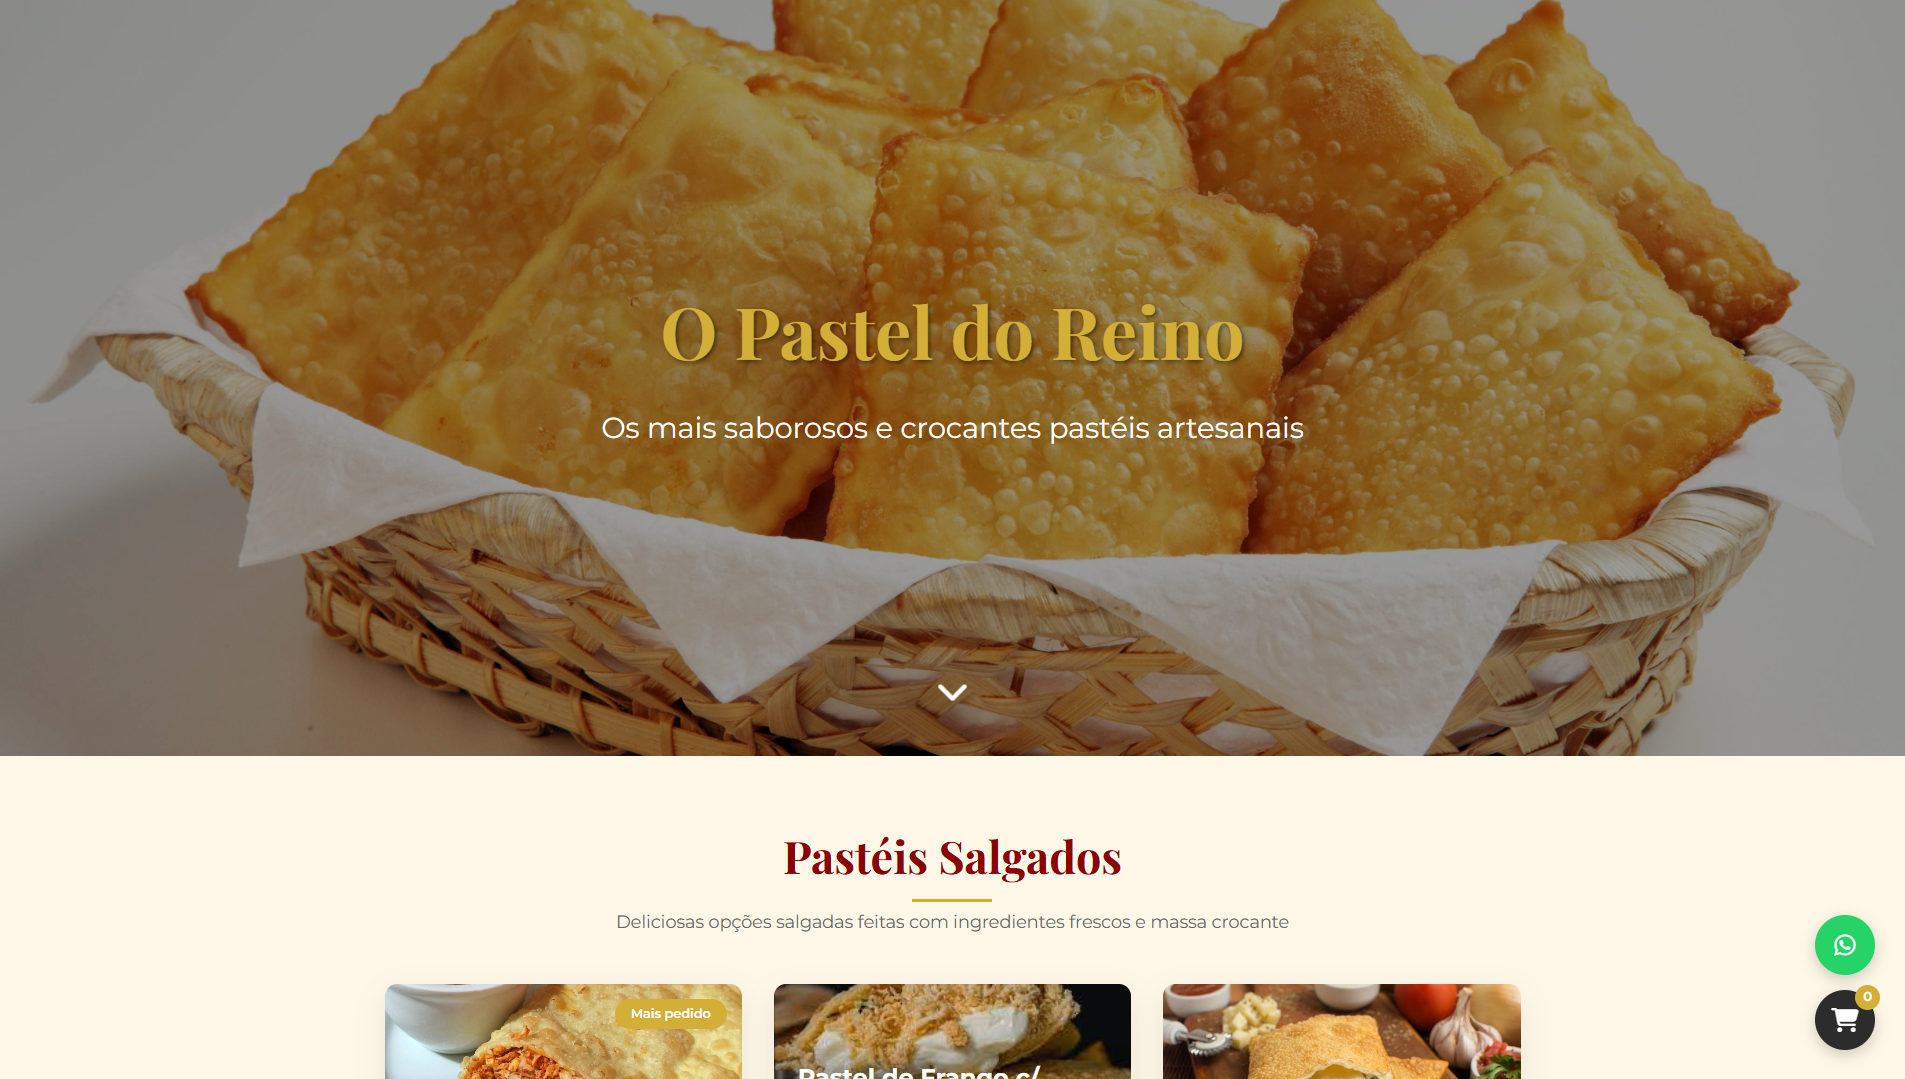 O Pastel do Reino
Os mais saborosos e crocantes pastéis artesanais
Pastéis Salgados
Deliciosas opções salgadas feitas com ingredientes frescos e massa crocante
Mais pedido
Pastel de Frango c/
0